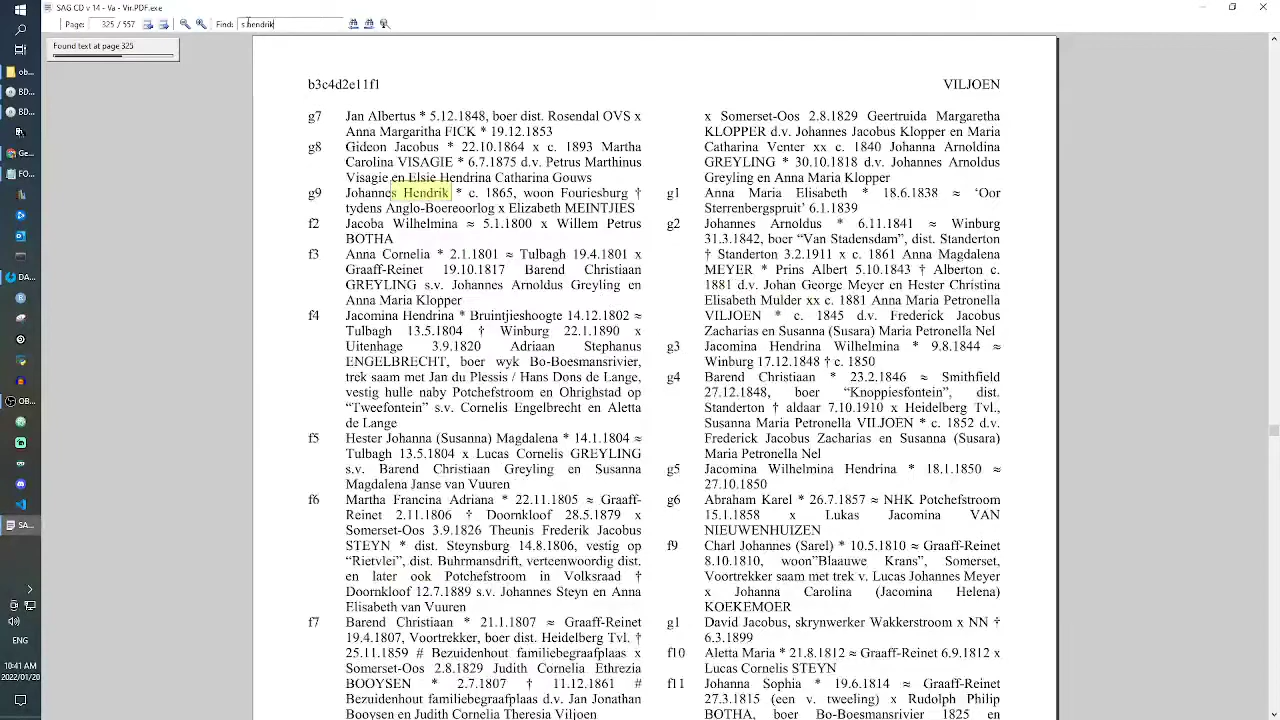 SAG CD v 14 - Va - Vir.PDF.exe
Page: 325 / 557 Find: s hendrik
Found text at page 325
b3c4d2e11f1 VILJOEN
g7 Jan Albertus * 5.12.1848, boer dist. Rosendal OVS x
Anna Margaritha FICK * 19.12.1853
g8 Gideon Jacobus * 22.10.1864 x c. 1893 Martha
Carolina VISAGIE * 6.7.1875 d.v. Petrus Marthinus
Visagie en Elsie Hendrina Catharina Gouws
g9 Johannes Hendrik * c. 1865, woon Fouriesburg †
tydens Anglo-Boereoorlog x Elizabeth MEINTJIES
f2 Jacoba Wilhelmina ≈ 5.1.1800 x Willem Petrus
BOTHA
f3 Anna Cornelia * 2.1.1801 ≈ Tulbagh 19.4.1801 x
Graaff-Reinet 19.10.1817 Barend Christiaan
GREYLING s.v. Johannes Arnoldus Greyling en
Anna Maria Klopper
f4 Jacomina Hendrina * Bruintjieshoogte 14.12.1802 ≈
Tulbagh 13.5.1804 † Winburg 22.1.1890 x
Uitenhage 3.9.1820 Adriaan Stephanus
ENGELBRECHT, boer wyk Bo-Boesmansrivier,
trek saam met Jan du Plessis / Hans Dons de Lange,
vestig hulle naby Potchefstroom en Ohrighstad op
“Tweefontein” s.v. Cornelis Engelbrecht en Aletta
de Lange
f5 Hester Johanna (Susanna) Magdalena * 14.1.1804 ≈
Tulbagh 13.5.1804 x Lucas Cornelis GREYLING
s.v. Barend Christiaan Greyling en Susanna
Magdalena Janse van Vuuren
f6 Martha Francina Adriana * 22.11.1805 ≈ Graaff-
Reinet 2.11.1806 † Doornkloof 28.5.1879 x
Somerset-Oos 3.9.1826 Theunis Frederik Jacobus
STEYN * dist. Steynsburg 14.8.1806, vestig op
“Rietvlei”, dist. Buhrmansdrift, verteenwoordig dist.
en later ook Potchefstroom in Volksraad †
Doornkloof 12.7.1889 s.v. Johannes Steyn en Anna
Elisabeth van Vuuren
f7 Barend Christiaan * 21.1.1807 ≈ Graaff-Reinet
19.4.1807, Voortrekker, boer dist. Heidelberg Tvl. †
25.11.1859 # Bezuidenhout familiebegraafplaas x
Somerset-Oos 2.8.1829 Judith Cornelia Ethrezia
BOOYSEN * 2.7.1807 † 11.12.1861 #
Bezuidenhout familiebegraafplaas d.v. Jan Jonathan
Booysen en Judith Cornelia Theresia Viljoen
x Somerset-Oos 2.8.1829 Geertruida Margaretha
KLOPPER d.v. Johannes Jacobus Klopper en Maria
Catharina Venter xx c. 1840 Johanna Arnoldina
GREYLING * 30.10.1818 d.v. Johannes Arnoldus
Greyling en Anna Maria Klopper
g1 Anna Maria Elisabeth * 18.6.1838 ≈ ‘Oor
Sterrenbergspruit’ 6.1.1839
g2 Johannes Arnoldus * 6.11.1841 ≈ Winburg
31.3.1842, boer “Van Stadensdam”, dist. Standerton
† Standerton 3.2.1911 x c. 1861 Anna Magdalena
MEYER * Prins Albert 5.10.1843 † Alberton c.
1881 d.v. Johan George Meyer en Hester Christina
Elisabeth Mulder xx c. 1881 Anna Maria Petronella
VILJOEN * c. 1845 d.v. Frederick Jacobus
Zacharias en Susanna (Susara) Maria Petronella Nel
g3 Jacomina Hendrina Wilhelmina * 9.8.1844 ≈
Winburg 17.12.1848 † c. 1850
g4 Barend Christiaan * 23.2.1846 ≈ Smithfield
27.12.1848, boer “Knoppiesfontein”, dist.
Standerton † aldaar 7.10.1910 x Heidelberg Tvl.,
Susanna Maria Petronella VILJOEN * c. 1852 d.v.
Frederick Jacobus Zacharias en Susanna (Susara)
Maria Petronella Nel
g5 Jacomina Wilhelmina Hendrina * 18.1.1850 ≈
27.10.1850
g6 Abraham Karel * 26.7.1857 ≈ NHK Potchefstroom
15.1.1858 x Lukas Jacomina VAN
NIEUWENHUIZEN
f9 Charl Johannes (Sarel) * 10.5.1810 ≈ Graaff-Reinet
8.10.1810, woon”Blaauwe Krans”, Somerset,
Voortrekker saam met trek v. Lucas Johannes Meyer
x Johanna Carolina (Jacomina Helena)
KOEKEMOER
g1 David Jacobus, skrynwerker Wakkerstroom x NN †
6.3.1899
f10 Aletta Maria * 21.8.1812 ≈ Graaff-Reinet 6.9.1812 x
Lucas Cornelis STEYN
f11 Johanna Sophia * 19.6.1814 ≈ Graaff-Reinet
27.3.1815 (een v. tweeling) x Rudolph Philip
BOTHA, boer Bo-Boesmansrivier 1825 en
ob...
BD...
BD...
Ge...
FO...
DA...
OB...
SA...
ENG
10:41 AM
2022/01/20